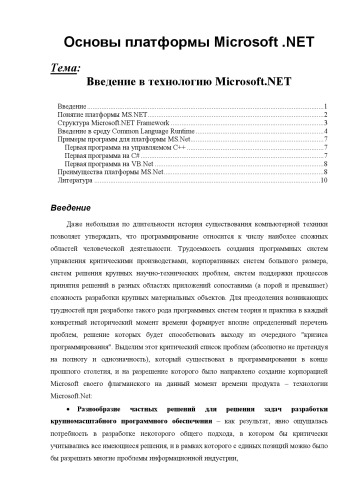 Основы платформы Microsoft .NET
Тема:
Введение в технологию Microsoft.NET
Введение ........ 1
Понятие платформы MS.NET ........ 2
Структура Microsoft.NET Framework ........ 3
Введение в среду Common Language Runtime ........ 4
Примеры программ для платформы MS.Net ........ 7
Первая программа на управляемом C++ ........ 7
Первая программа на C# ........ 7
Первая программа на VB.Net ........ 8
Преимущества платформы MS.Net ........ 8
Литература ........ 10
Введение
Даже небольшая по длительности история существования компьютерной техники
позволяет утверждать, что программирование относится к числу наиболее сложных
областей человеческой деятельности. Трудоемкость создания программных систем
управления критическими производствами, корпоративных систем большого размера,
систем решения крупных научно-технических проблем, систем поддержки процессов
принятия решений в разных областях приложений сопоставима (а порой и превышает)
сложность разработки крупных материальных объектов. Для преодоления возникающих
трудностей при разработке такого рода программных систем теория и практика в каждый
конкретный исторический момент времени формирует вполне определенный перечень
проблем, решение которых будет способствовать выходу из очередного "кризиса
программирования". Выделим этот критический список проблем (абсолютно не претендуя
на полноту и однозначность), который существовал в программировании в конце
прошлого столетия, и на разрешение которого было направлено создание корпорацией
Microsoft своего флагманского на данный момент времени продукта – технологии
Microsoft.Net:
• Разнообразие частных решений для решения задач разработки
крупномасштабного программного обеспечения – как результат, явно ощущалась
потребность в разработке некоторого общего подхода, в котором бы критически
учитывались все имеющиеся решения, и в рамках которого с единых позиций можно было
бы разрешать многие проблемы информационной индустрии,